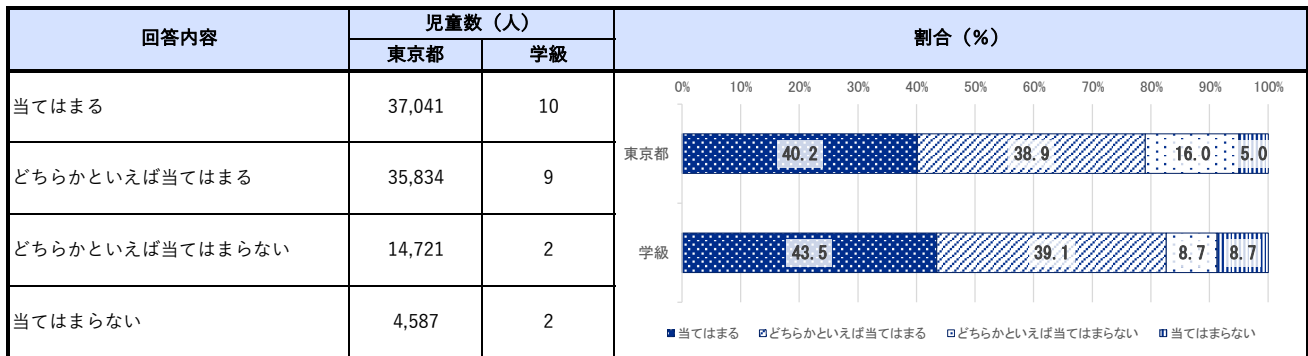 回答内容 児童数（人） 割合（%）
東京都 学級
当てはまる 37,041 10
どちらかといえば当てはまる 35,834 9
どちらかといえば当てはまらない 14,721 2
当てはまらない 4,587 2
0% 10% 20% 30% 40% 50% 60% 70% 80% 90% 100%
東京都 40.2 38.9 16.0 5.0
学級 43.5 39.1 8.7 8.7
当てはまる どちらかといえば当てはまる どちらかといえば当てはまらない 当てはまらない